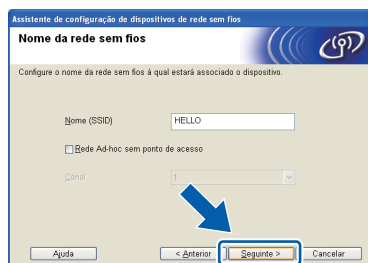 Assistente de configuração de dispositivos de rede sem fios
Nome da rede sem fios
Configure o nome da rede sem fios à qual estará associado o dispositivo.
Nome (SSID)
HELLO
Rede Ad-hoc sem ponto de acesso
Canal
1
Ajuda
< Anterior
Seguinte >
Cancelar